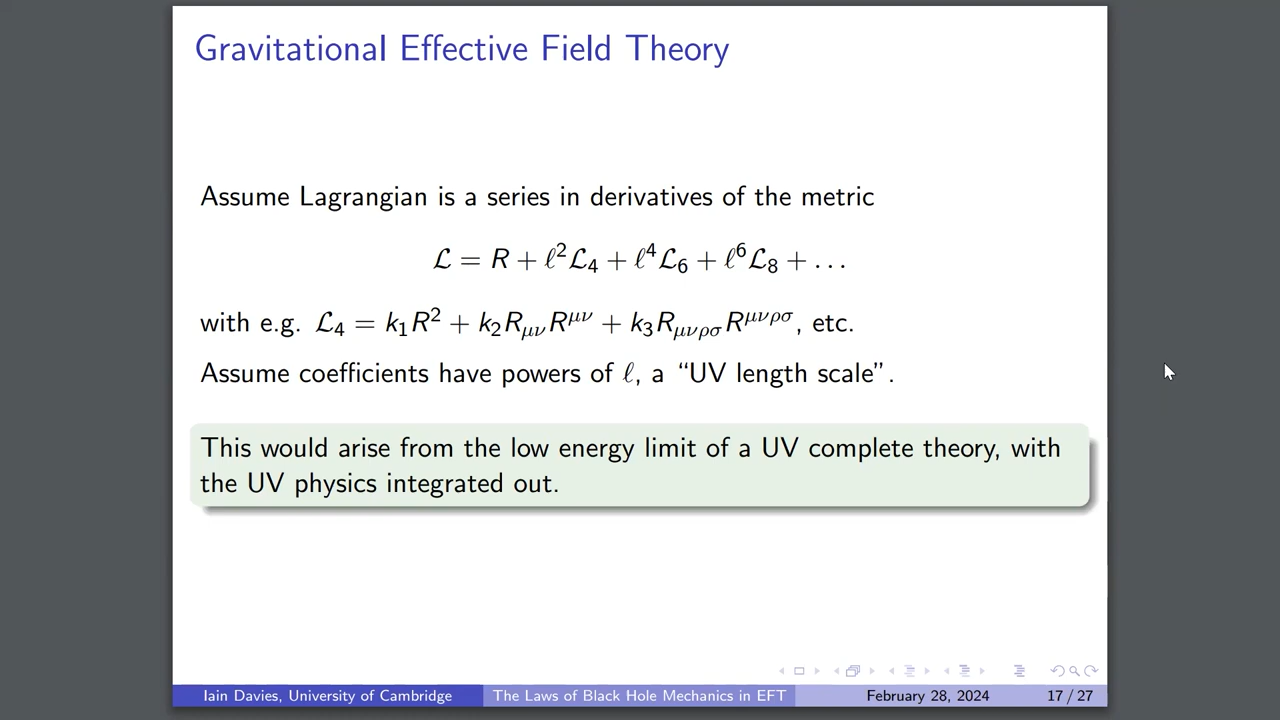 Gravitational Effective Field Theory
Assume Lagrangian is a series in derivatives of the metric
ℒ = R + ℓ²ℒ₄ + ℓ⁴ℒ₆ + ℓ⁶ℒ₈ + …
with e.g. ℒ₄ = k₁R² + k₂R_{μν}R^{μν} + k₃R_{μνρσ}R^{μνρσ}, etc.
Assume coefficients have powers of ℓ, a “UV length scale”.
This would arise from the low energy limit of a UV complete theory, with
the UV physics integrated out.
Iain Davies, University of Cambridge The Laws of Black Hole Mechanics in EFT February 28, 2024 17 / 27